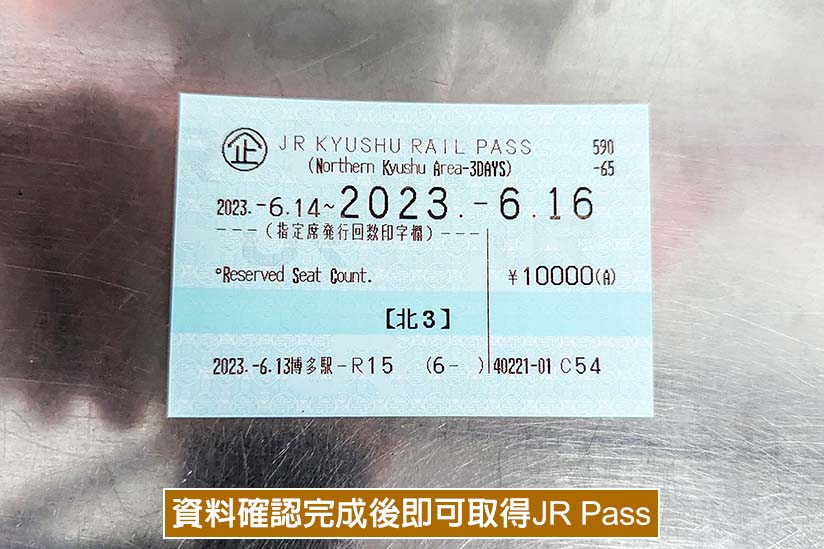 企 JR KYUSHU RAIL PASS 590
(Northern Kyushu Area-3DAYS) -65
2023.-6.14~2023.-6.16
---(指定席発行回数印字欄)---
°Reserved Seat Count. ¥10000(A)
【北3】
2023.-6.13博多駅-R15 (6- ) 40221-01 C54
資料確認完成後即可取得JR Pass